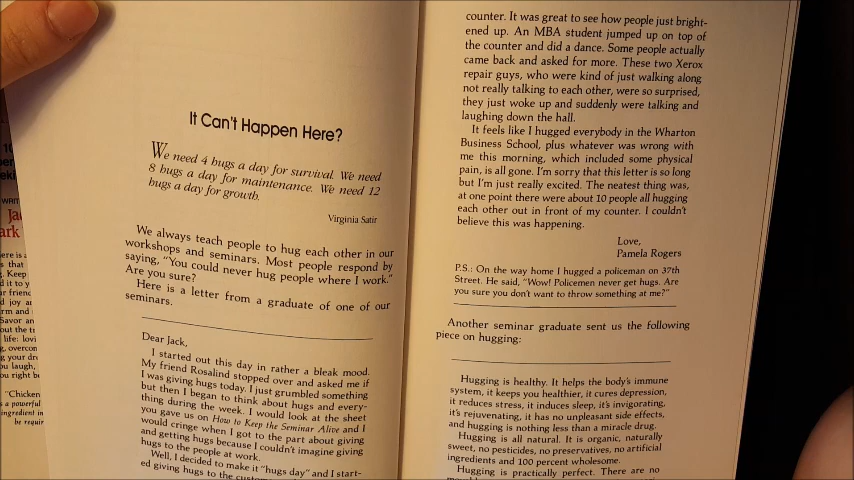 It Can't Happen Here?
We need 4 hugs a day for survival. We need
8 hugs a day for maintenance. We need 12
hugs a day for growth.
Virginia Satir
We always teach people to hug each other in our
workshops and seminars. Most people respond by
saying, "You could never hug people where I work."
Are you sure?
Here is a letter from a graduate of one of our
seminars.
Dear Jack,
I started out this day in rather a bleak mood.
My friend Rosalind stopped over and asked me if
I was giving hugs today. I just grumbled something
but then I began to think about hugs and every-
thing during the week. I would look at the sheet
you gave us on How to Keep the Seminar Alive and I
would cringe when I got to the part about giving
and getting hugs because I couldn't imagine giving
hugs to the people at work.
Well, I decided to make it "hugs day" and I start-
ed giving hugs to the
counter. It was great to see how people just bright-
ened up. An MBA student jumped up on top of
the counter and did a dance. Some people actually
came back and asked for more. These two Xerox
repair guys, who were kind of just walking along
not really talking to each other, were so surprised,
they just woke up and suddenly were talking and
laughing down the hall.
It feels like I hugged everybody in the Wharton
Business School, plus whatever was wrong with
me this morning, which included some physical
pain, is all gone. I'm sorry that this letter is so long
but I'm just really excited. The neatest thing was,
at one point there were about 10 people all hugging
each other out in front of my counter. I couldn't
believe this was happening.
Love,
Pamela Rogers
P.S.: On the way home I hugged a policeman on 37th
Street. He said, "Wow! Policemen never get hugs. Are
you sure you don't want to throw something at me?"
Another seminar graduate sent us the following
piece on hugging:
Hugging is healthy. It helps the body's immune
system, it keeps you healthier, it cures depression,
it reduces stress, it induces sleep, it's invigorating,
it's rejuvenating, it has no unpleasant side effects,
and hugging is nothing less than a miracle drug.
Hugging is all natural. It is organic, naturally
sweet, no pesticides, no preservatives, no artificial
ingredients and 100 percent wholesome.
Hugging is practically perfect. There are no